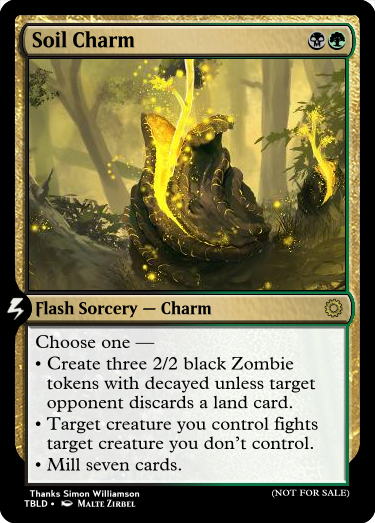 Soil Charm
Flash Sorcery — Charm
Choose one —
• Create three 2/2 black Zombie
tokens with decayed unless target
opponent discards a land card.
• Target creature you control fights
target creature you don't control.
• Mill seven cards.
Thanks Simon Williamson
(NOT FOR SALE)
TBLD • Malte Zirbel